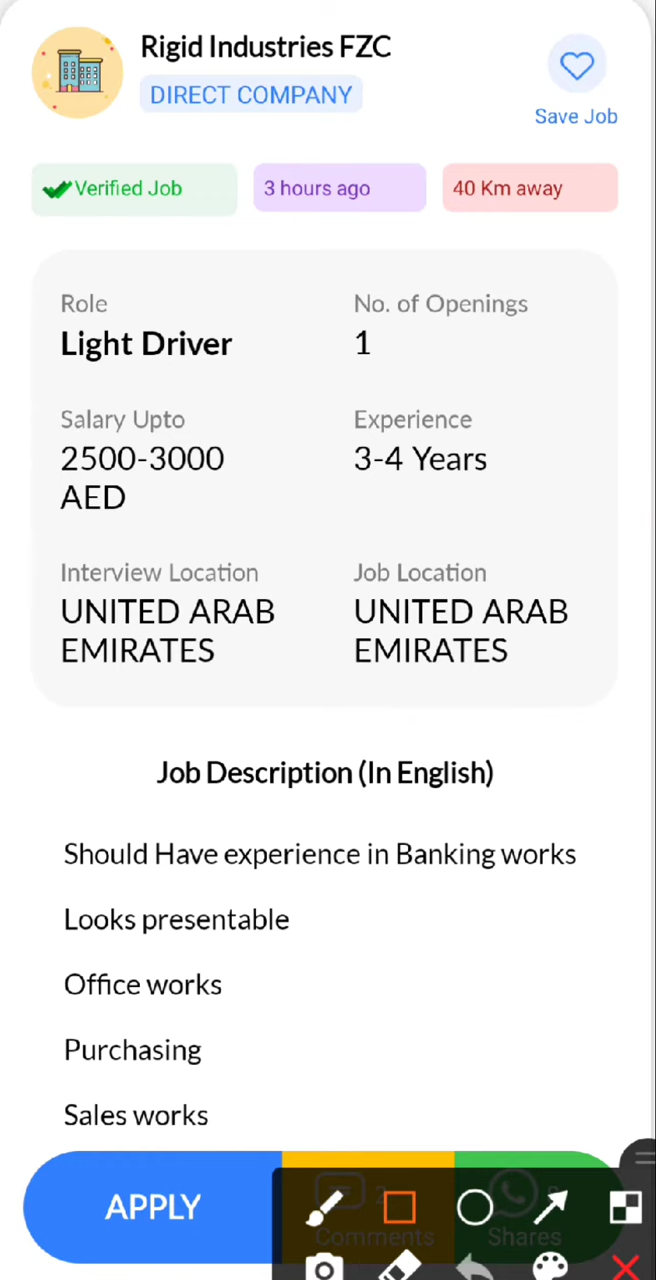 Rigid Industries FZC
DIRECT COMPANY
Save Job
Verified Job
3 hours ago
40 Km away
Role
No. of Openings
Light Driver
1
Salary Upto
Experience
2500-3000
AED
3-4 Years
Interview Location
Job Location
UNITED ARAB
EMIRATES
UNITED ARAB
EMIRATES
Job Description (In English)
Should Have experience in Banking works
Looks presentable
Office works
Purchasing
Sales works
APPLY
Comments
Shares